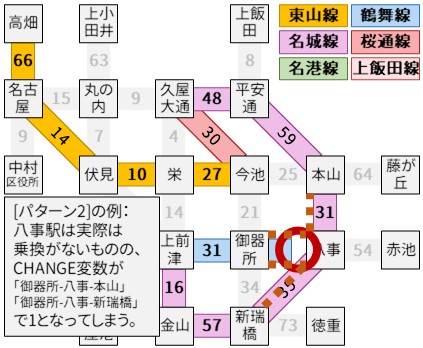 高畑
上小
田井
上飯
田
東山線 鶴舞線
名城線 桜通線
名港線 上飯田線
66
63
8
名古
屋
15
丸の
内
9
久屋
大通
48
平安
通
9
14
7
4
30
59
中村
区役所
伏見
10
栄
27
今池
25
本山
64
藤が
丘
14
21
31
[パターン2]の例:
八事駅は実際は
乗換がないものの、
CHANGE変数が
「御器所-八事-本山」
「御器所-八事-新瑞橋」
で1となってしまう。
上前
津
31
御器
所
八事
54
赤池
16
34
35
金山
57
新瑞
橋
73
徳重